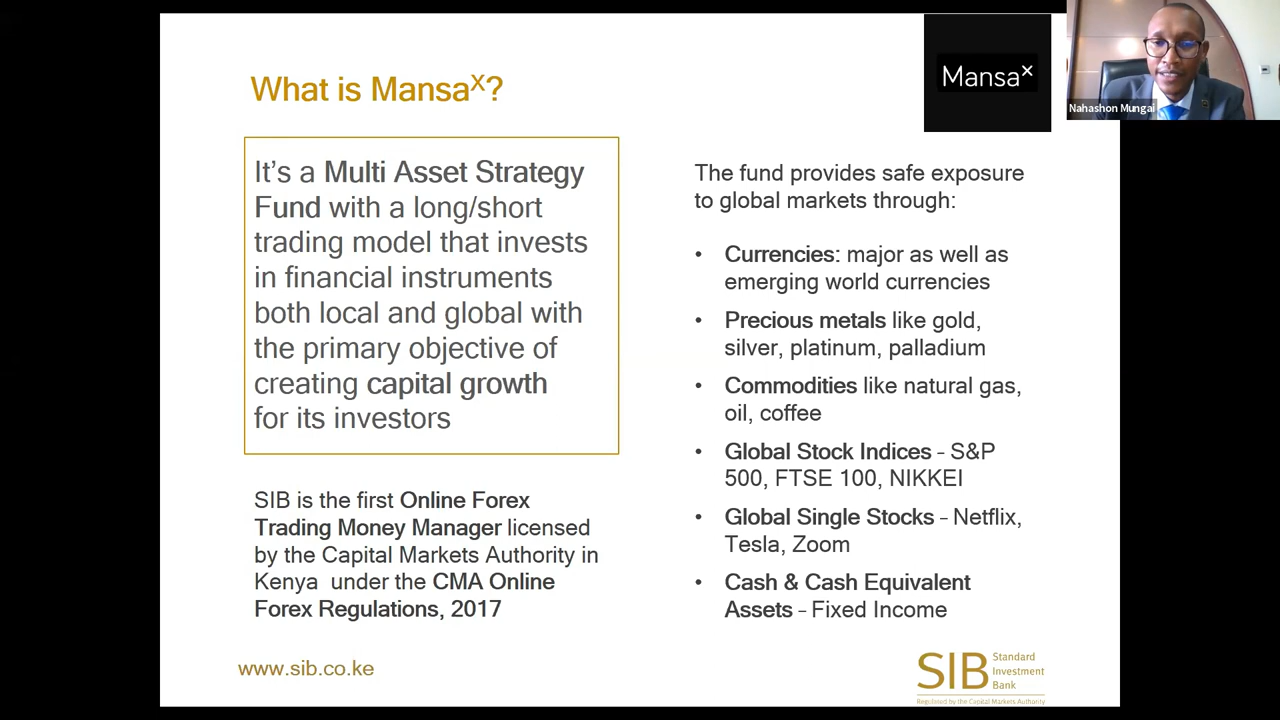 What is Mansaˣ?
Mansaˣ
Nahashon Mungai
It's a Multi Asset Strategy
Fund with a long/short
trading model that invests
in financial instruments
both local and global with
the primary objective of
creating capital growth
for its investors
SIB is the first Online Forex
Trading Money Manager licensed
by the Capital Markets Authority in
Kenya under the CMA Online
Forex Regulations, 2017
The fund provides safe exposure
to global markets through:
• Currencies: major as well as
emerging world currencies
• Precious metals like gold,
silver, platinum, palladium
• Commodities like natural gas,
oil, coffee
• Global Stock Indices - S&P
500, FTSE 100, NIKKEI
• Global Single Stocks - Netflix,
Tesla, Zoom
• Cash & Cash Equivalent
Assets - Fixed Income
www.sib.co.ke
SIB Standard
Investment
Bank
Regulated by the Capital Markets Authority